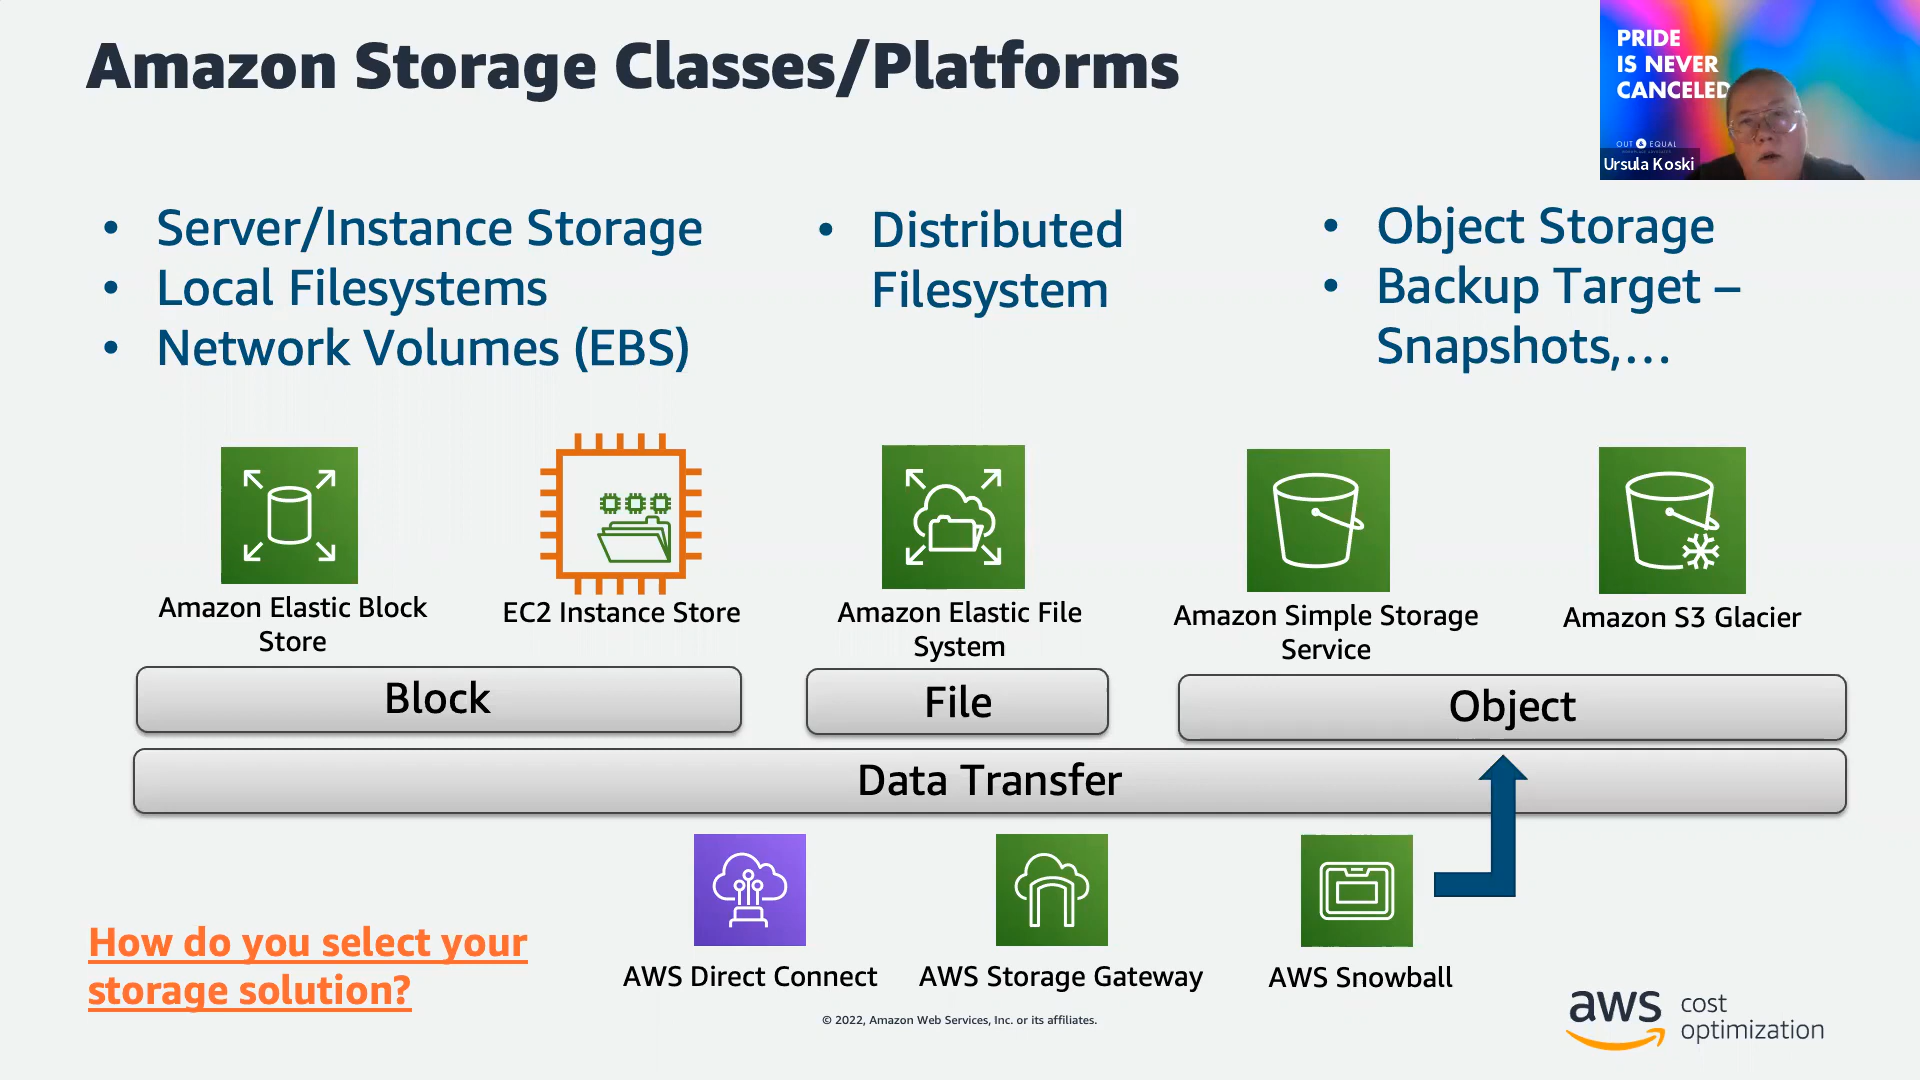 Amazon Storage Classes/Platforms
PRIDE
IS NEVER
CANCELED
OUT & EQUAL
Ursula Koski
• Server/Instance Storage
• Local Filesystems
• Network Volumes (EBS)
• Distributed
Filesystem
• Object Storage
• Backup Target –
Snapshots,...
Amazon Elastic Block
Store
EC2 Instance Store
Amazon Elastic File
System
Amazon Simple Storage
Service
Amazon S3 Glacier
Block
File
Object
Data Transfer
AWS Direct Connect
AWS Storage Gateway
AWS Snowball
How do you select your
storage solution?
© 2022, Amazon Web Services, Inc. or its affiliates.
aws
cost
optimization